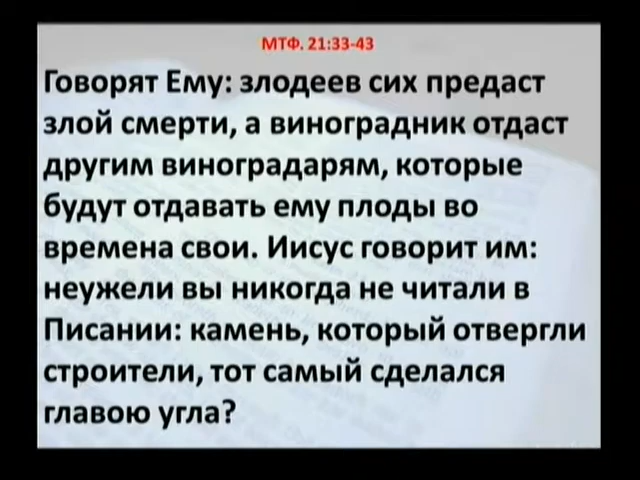 МТФ. 21:33-43
Говорят Ему: злодеев сих предаст
злой смерти, а виноградник отдаст
другим виноградарям, которые
будут отдавать ему плоды во
времена свои. Иисус говорит им:
неужели вы никогда не читали в
Писании: камень, который отвергли
строители, тот самый сделался
главою угла?